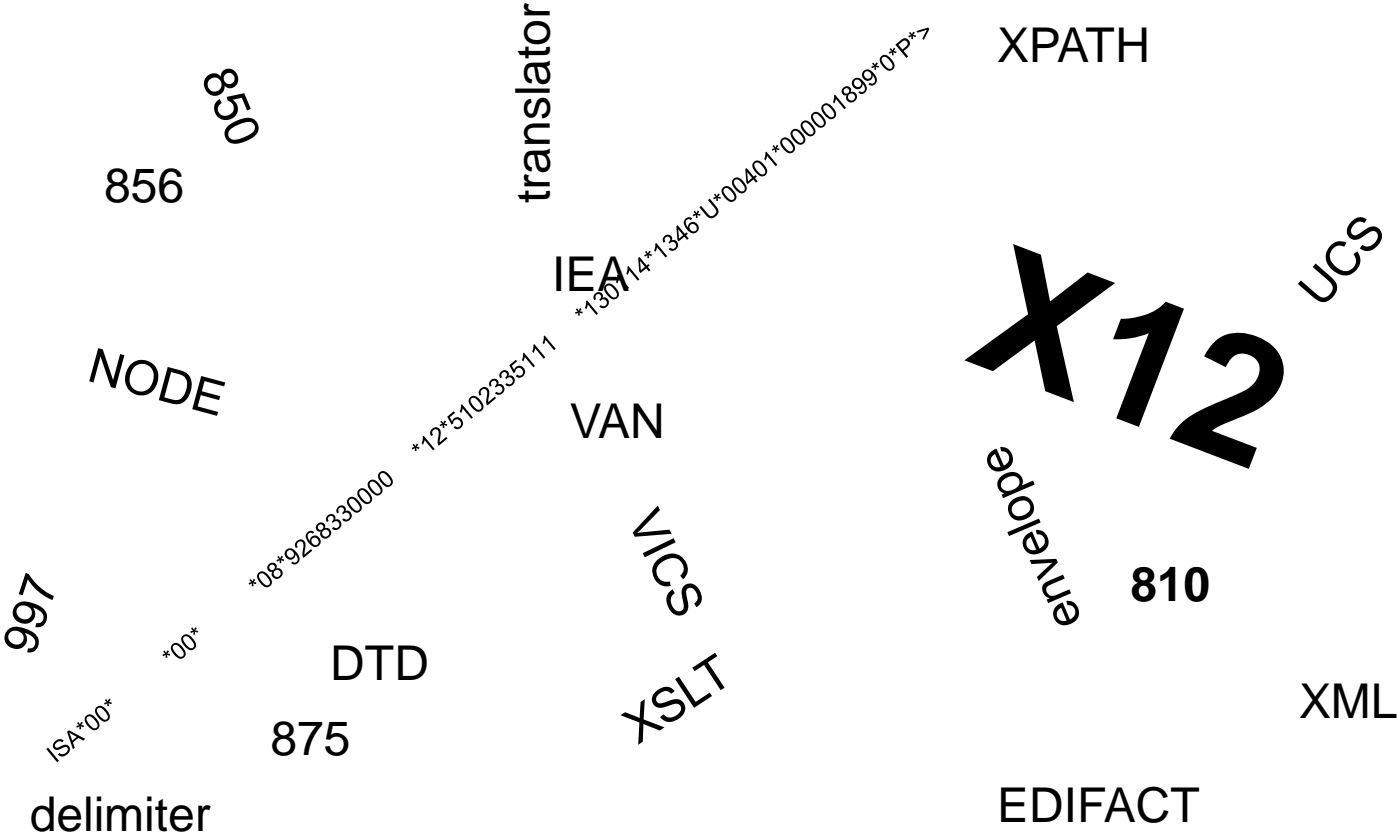 translator
XPATH
850
856
ISA*00*          *00*          *08*9268330000     *12*5102335111     *130714*1346*U*00401*000001899*0*P*>
UCS
IEA
X12
NODE
VAN
envelope
VICS
810
997
DTD
XSLT
XML
875
EDIFACT
delimiter